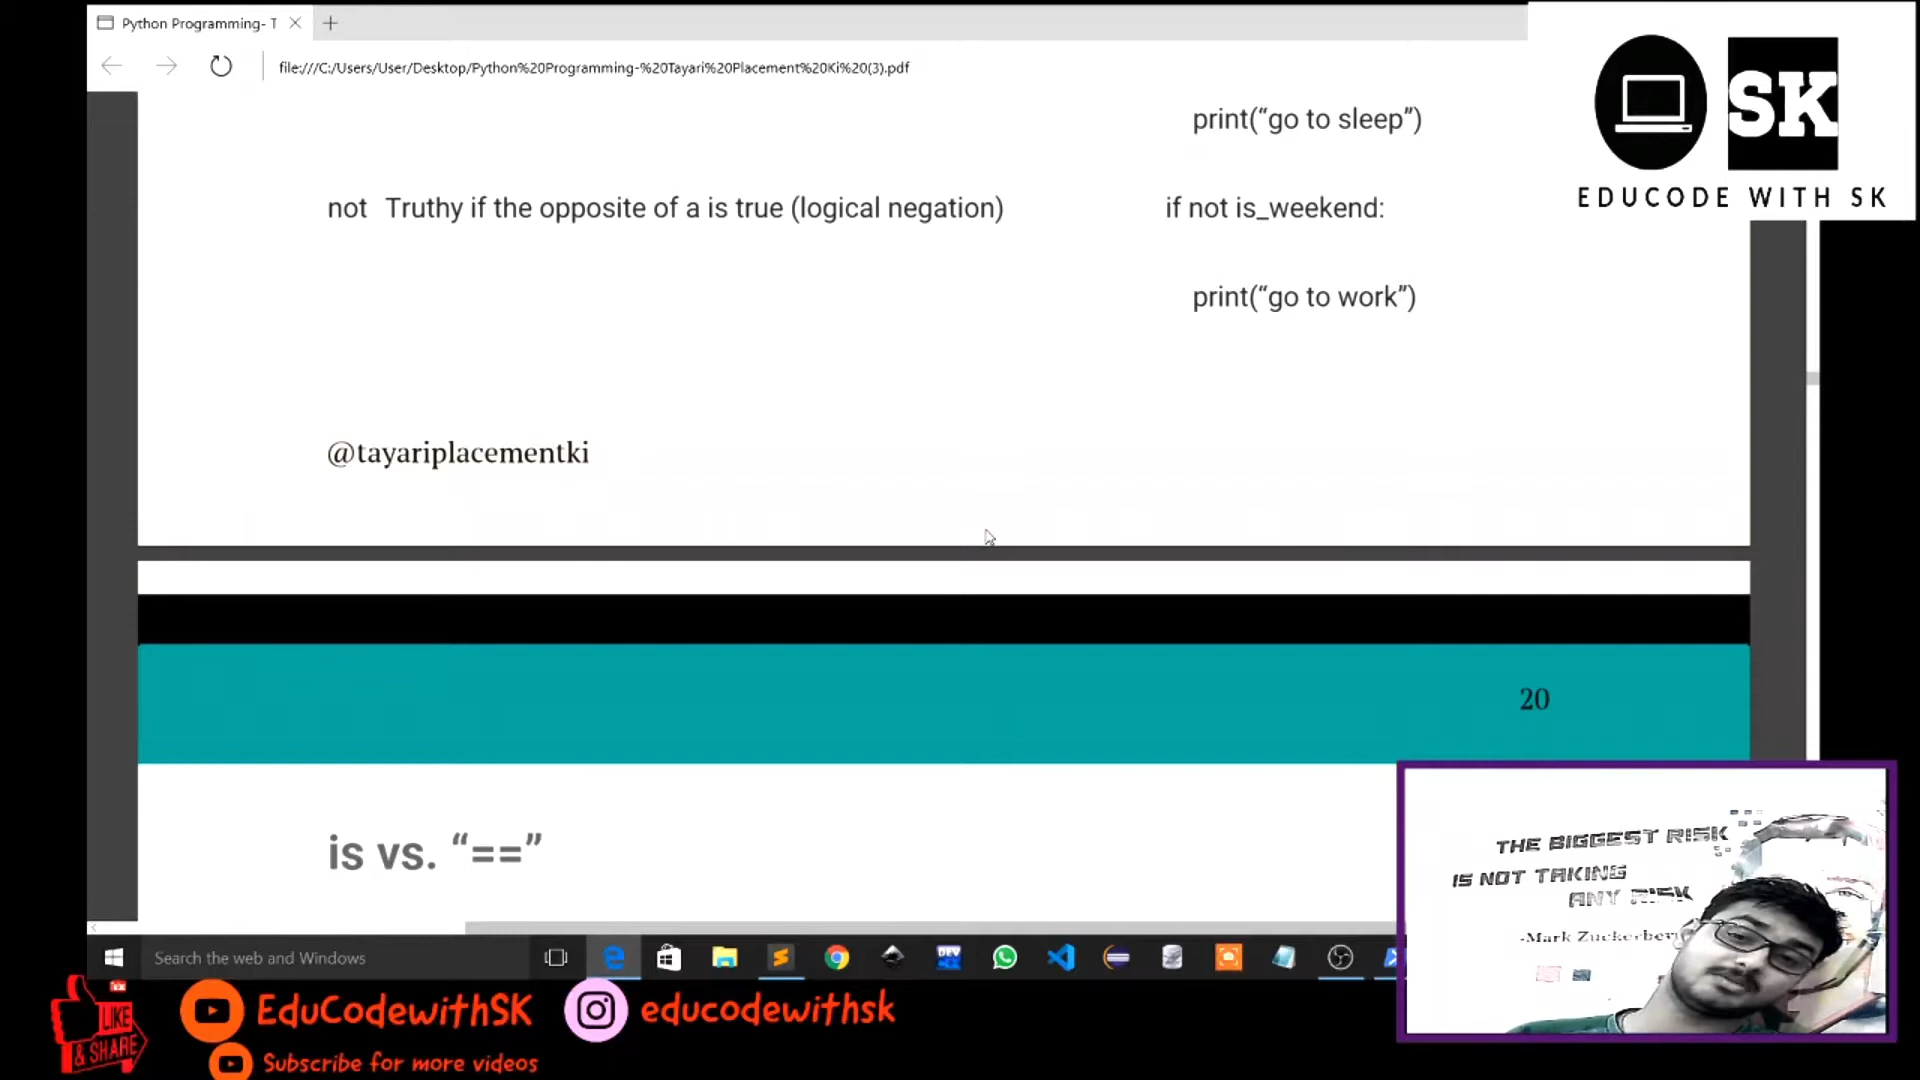 Python Programming- T
file:///C:/Users/User/Desktop/Python%20Programming-%20Tayari%20Placement%20Ki%20(3).pdf
SK
EDUCODE WITH SK
print(“go to sleep”)
not Truthy if the opposite of a is true (logical negation)
if not is_weekend:
print(“go to work”)
@tayariplacementki
20
is vs. “==”
THE BIGGEST RISK
IS NOT TAKING
ANY RISK
-Mark Zuckerber
Search the web and Windows
DEV
LIKE
& SHARE
EduCodewithSK
educodewithsk
Subscribe for more videos